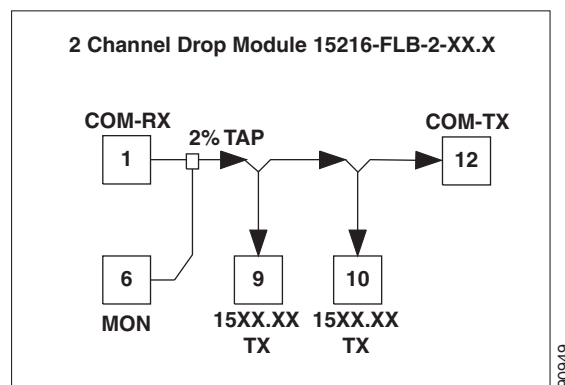 2 Channel Drop Module 15216-FLB-2-XX.X
COM-RX
2% TAP
COM-TX
1
12
6
9
10
MON
15XX.XX
TX
15XX.XX
TX
90949